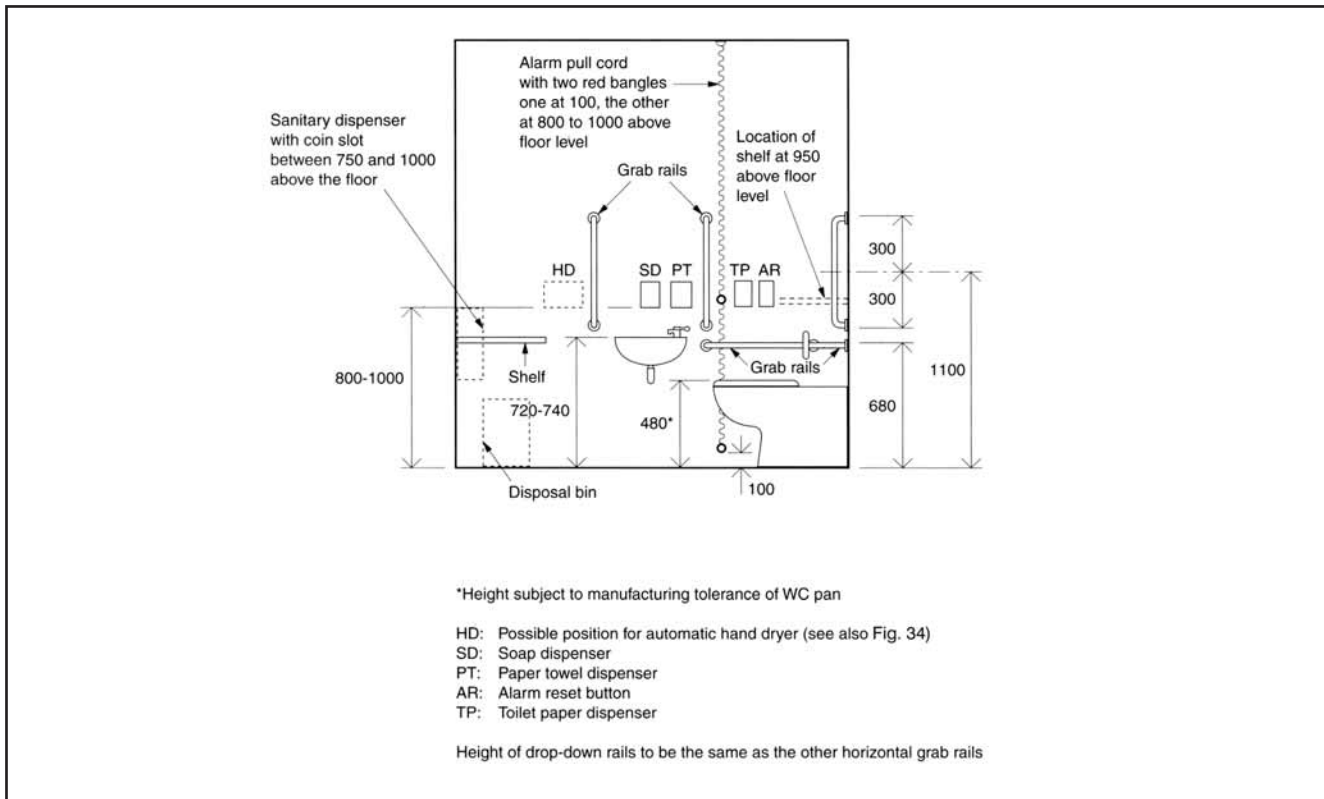 Alarm pull cord
with two red bangles
one at 100, the other
at 800 to 1000 above
floor level
Sanitary dispenser
with coin slot
between 750 and 1000
above the floor
Location of
shelf at 950
above floor
level
Grab rails
300
HD
SD
PT
TP
AR
300
Grab rails
Shelf
800-1000
720-740
480*
680
1100
Disposal bin
100
*Height subject to manufacturing tolerance of WC pan
HD: Possible position for automatic hand dryer (see also Fig. 34)
SD: Soap dispenser
PT: Paper towel dispenser
AR: Alarm reset button
TP: Toilet paper dispenser
Height of drop-down rails to be the same as the other horizontal grab rails